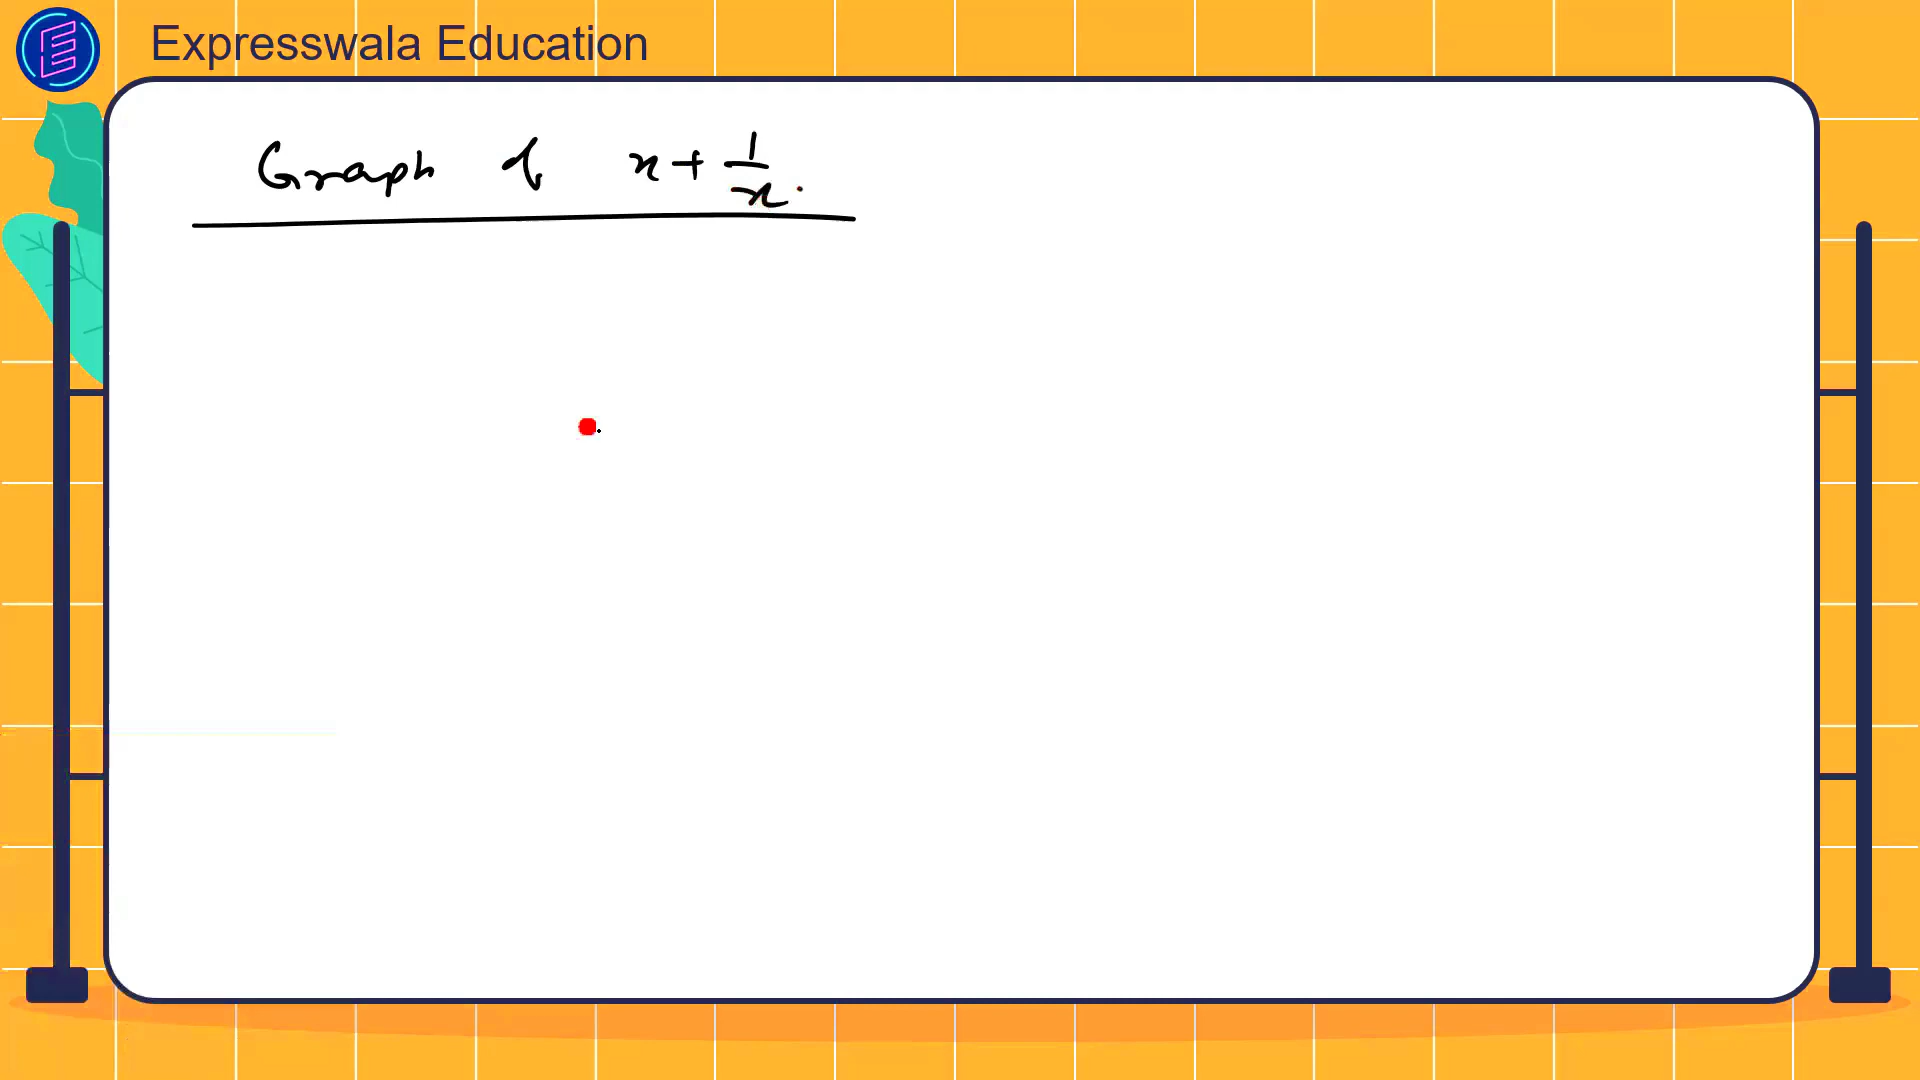 Expresswala Education
Graph of x + 1/x.